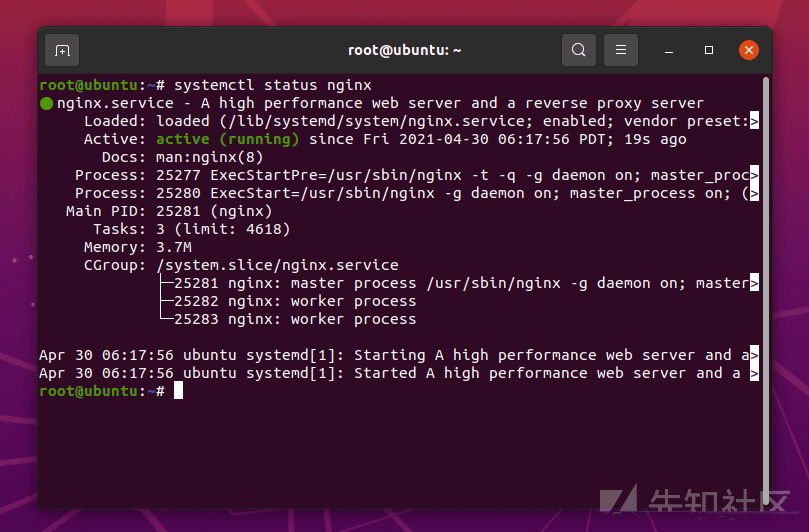 root@ubuntu: ~
root@ubuntu:~# systemctl status nginx
nginx.service - A high performance web server and a reverse proxy server
Loaded: loaded (/lib/systemd/system/nginx.service; enabled; vendor preset:>
Active: active (running) since Fri 2021-04-30 06:17:56 PDT; 19s ago
Docs: man:nginx(8)
Process: 25277 ExecStartPre=/usr/sbin/nginx -t -q -g daemon on; master_proc>
Process: 25280 ExecStart=/usr/sbin/nginx -g daemon on; master_process on; (>
Main PID: 25281 (nginx)
Tasks: 3 (limit: 4618)
Memory: 3.7M
CGroup: /system.slice/nginx.service
├─25281 nginx: master process /usr/sbin/nginx -g daemon on; master>
├─25282 nginx: worker process
└─25283 nginx: worker process
Apr 30 06:17:56 ubuntu systemd[1]: Starting A high performance web server and a>
Apr 30 06:17:56 ubuntu systemd[1]: Started A high performance web server and a >
root@ubuntu:~#
先知社区